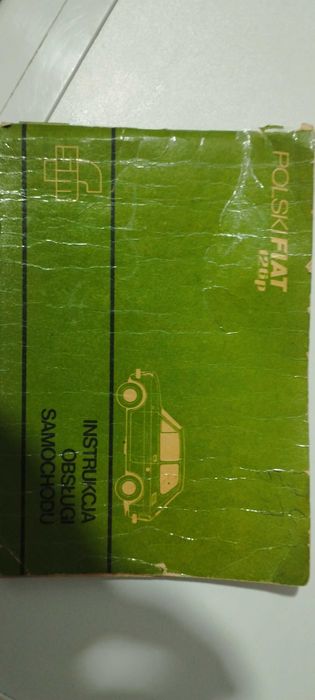 POLSKI FIAT
126p
INSTRUKCJA
OBSŁUGI
SAMOCHODU